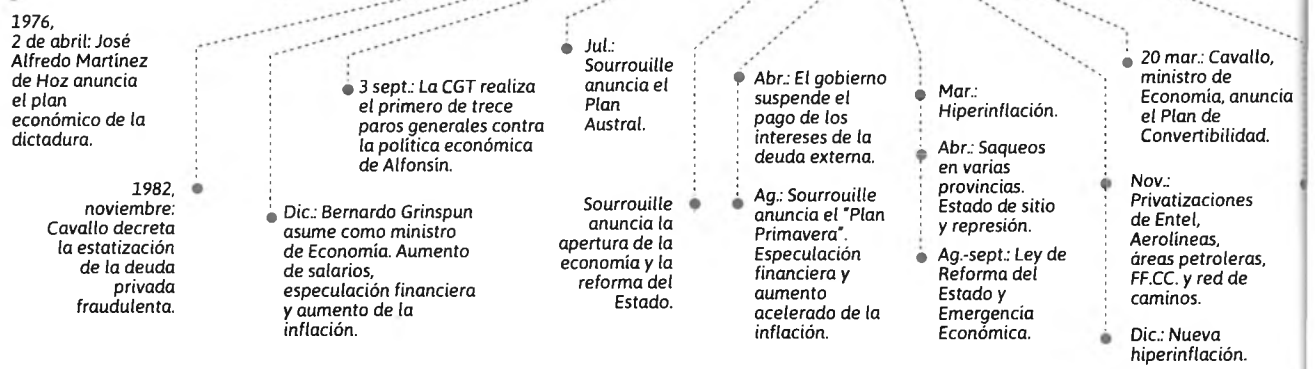 1976,
2 de abril: José
Alfredo Martínez
de Hoz anuncia
el plan
económico de la
dictadura.
1982,
noviembre:
Cavallo decreta
la estatización
de la deuda
privada
fraudulenta.
Dic.: Bernardo Grinspun
asume como ministro
de Economía. Aumento
de salarios,
especulación financiera
y aumento de la
inflación.
3 sept.: La CGT realiza
el primero de trece
paros generales contra
la política económica
de Alfonsín.
Jul.:
Sourrouille
anuncia el
Plan
Austral.
Sourrouille
anuncia la
apertura de la
economía y la
reforma del
Estado.
Abr.: El gobierno
suspende el
pago de los
intereses de la
deuda externa.
Ag.: Sourrouille
anuncia el "Plan
Primavera".
Especulación
financiera y
aumento
acelerado de la
inflación.
Mar.:
Hiperinflación.
Abr.: Saqueos
en varias
provincias.
Estado de sitio
y represión.
Ag.-sept.: Ley de
Reforma del
Estado y
Emergencia
Económica.
Nov.:
Privatizaciones
de Entel,
Aerolíneas,
áreas petroleras,
FF.CC. y red de
caminos.
Dic.: Nueva
hiperinflación.
20 mar.: Cavallo,
ministro de
Economía, anuncia
el Plan de
Convertibilidad.